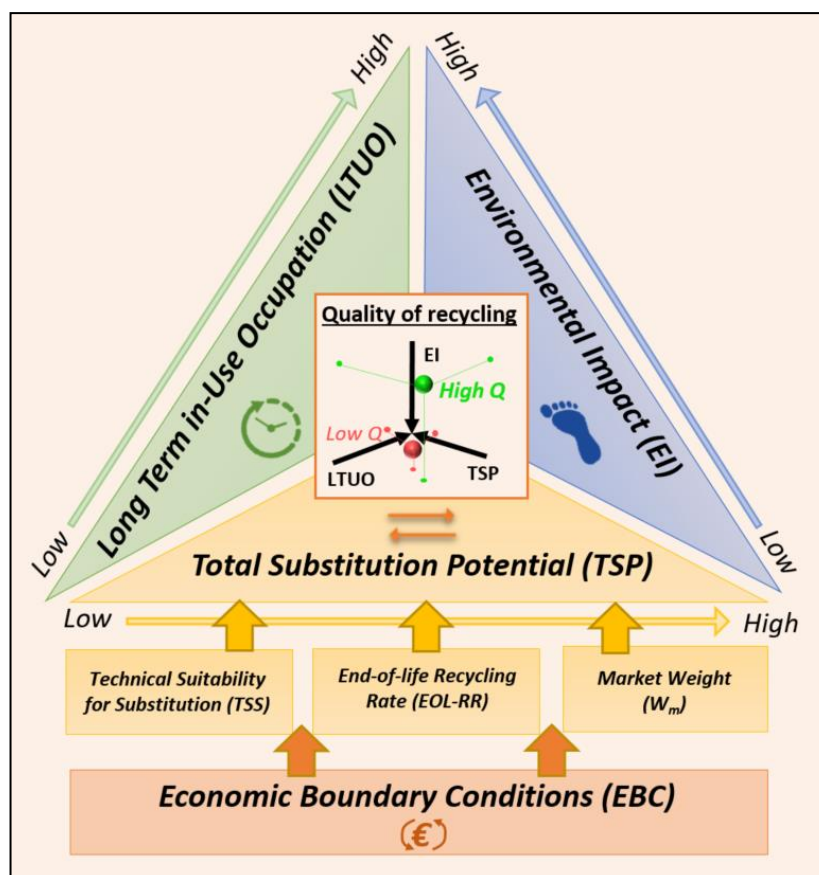 High
High
Long Term in-Use Occupation (LTUO)
Environmental Impact (EI)
Quality of recycling
EI
High Q
Low Q
LTUO
TSP
Low
Low
Total Substitution Potential (TSP)
Low
High
Technical Suitability
for Substitution (TSS)
End-of-life Recycling
Rate (EOL-RR)
Market Weight
(Wm)
Economic Boundary Conditions (EBC)
€